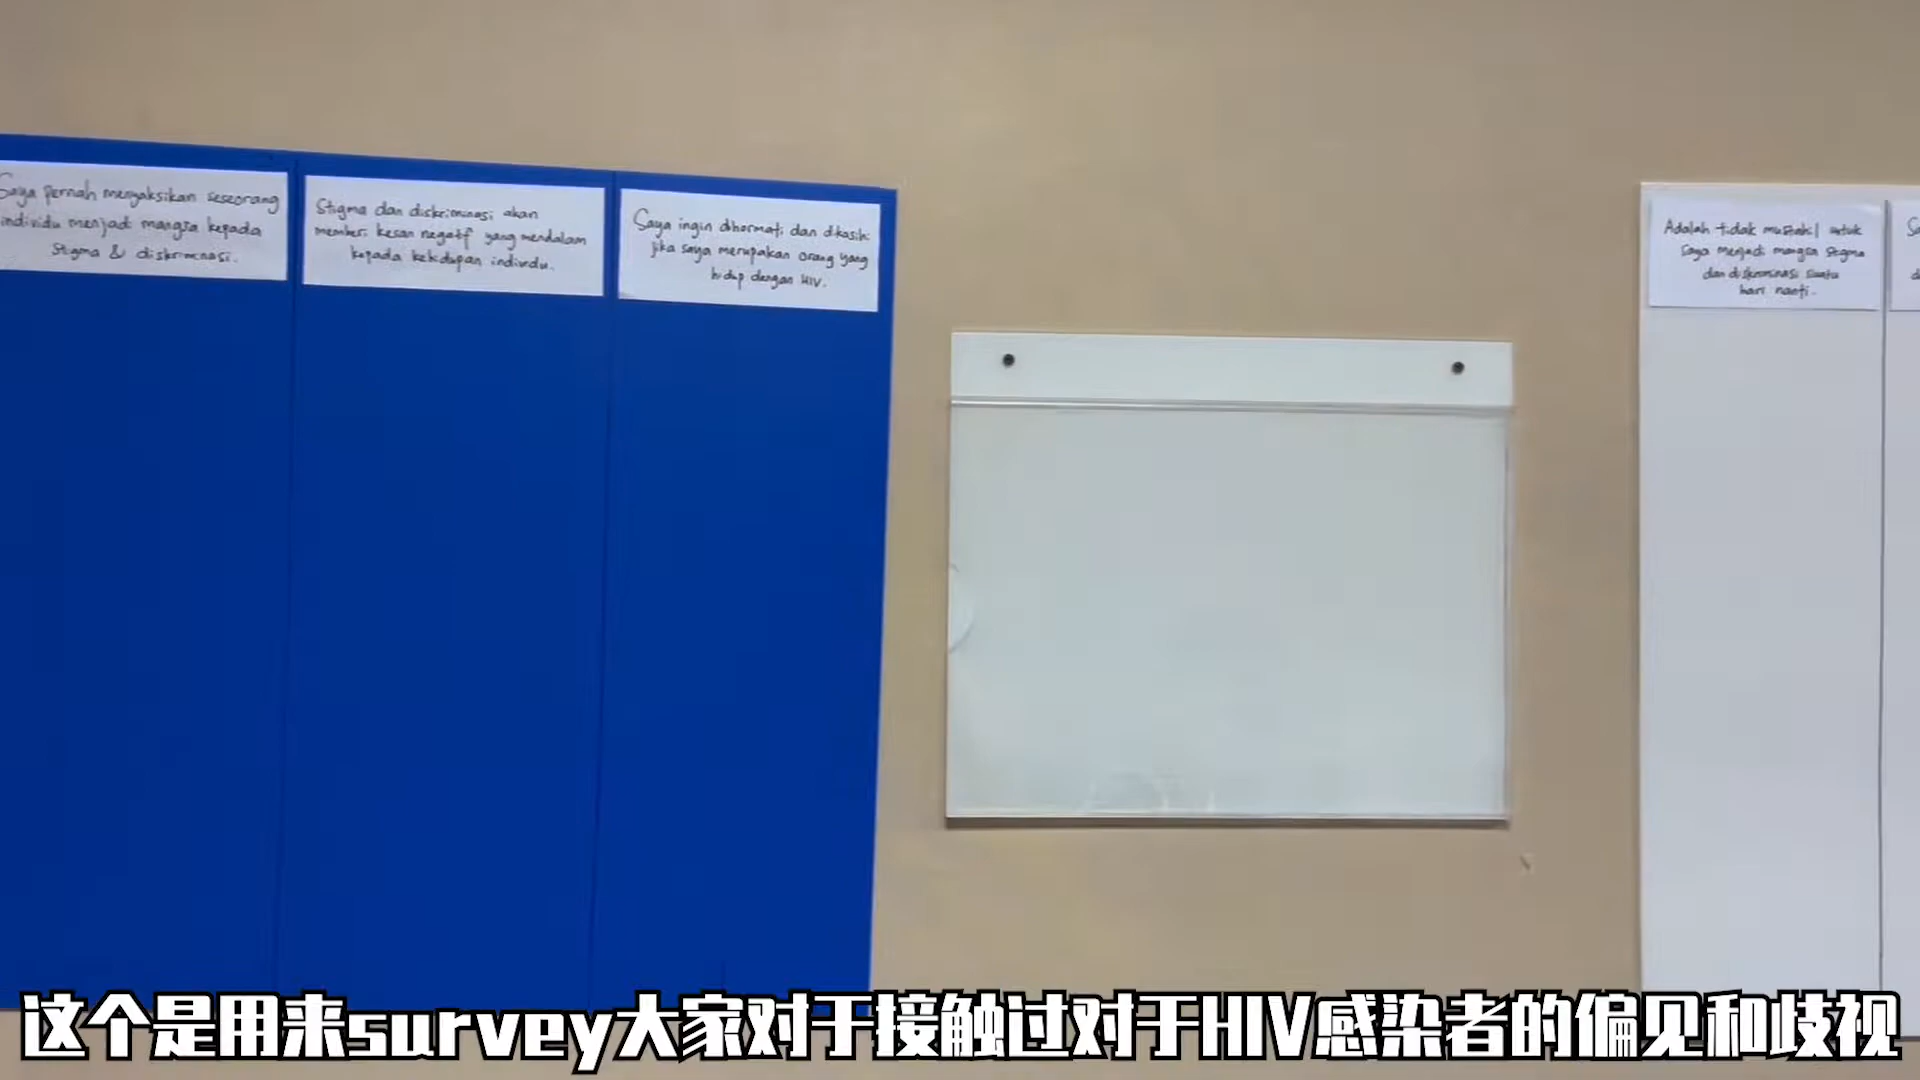 Saya pernah menyaksikan seseorang
individu menjadi mangsa kepada
Stigma & diskriminasi.
Stigma dan diskriminasi akan
memberi kesan negatif yang mendalam
kepada kehidupan individu.
Saya ingin dihormati dan dikasihi
jika saya merupakan orang yang
hidup dengan HIV.
Adalah tidak mustahil untuk
saya menjadi mangsa stigma
dan diskriminasi suatu
hari nanti.
这个是用来survey大家对于接触过对于HIV感染者的偏见和歧视